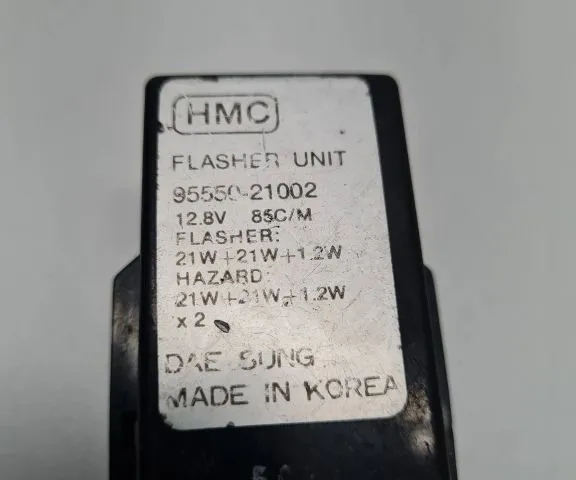 HMC
FLASHER UNIT
95550-21002
12.8V 85C/M
FLASHER:
21W+21W+1.2W
HAZARD:
21W+21W+1.2W
x2
DAE SUNG
MADE IN KOREA